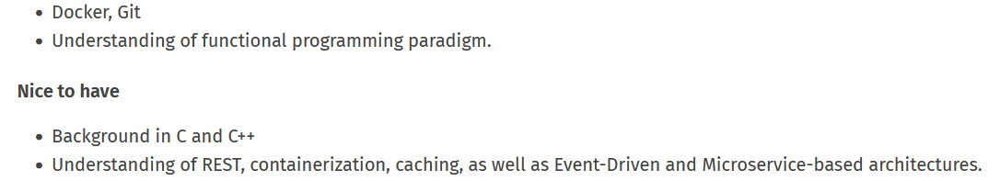 Docker, Git
Understanding of functional programming paradigm.
Nice to have
Background in C and C++
Understanding of REST, containerization, caching, as well as Event-Driven and Microservice-based architectures.